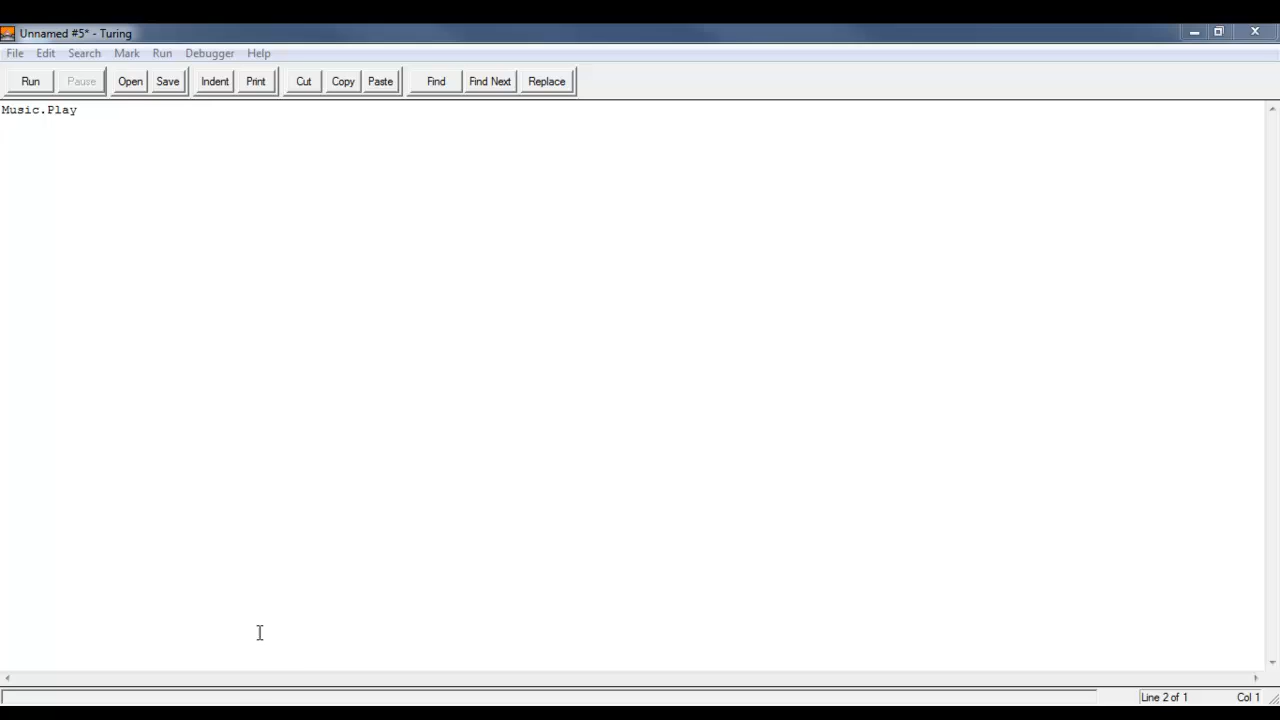 Unnamed #5* - Turing
File Edit Search Mark Run Debugger Help
Run Pause Open Save Indent Print Cut Copy Paste Find Find Next Replace
Music.Play
Line 2 of 1 Col 1